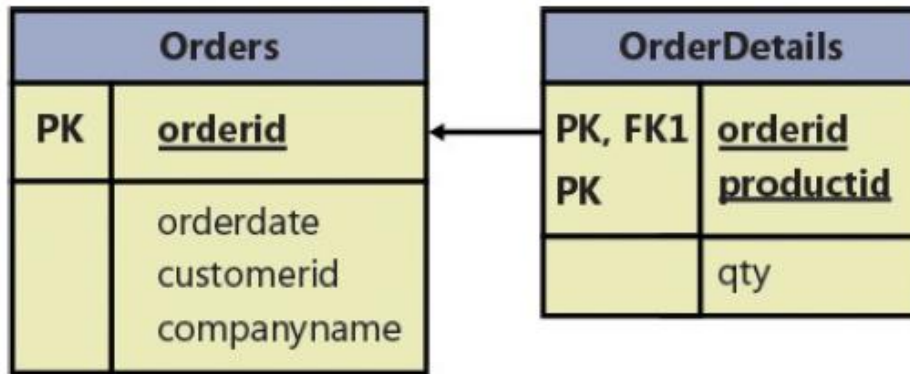 Orders
PK orderid
orderdate
customerid
companyname
OrderDetails
PK, FK1 orderid
PK productid
qty